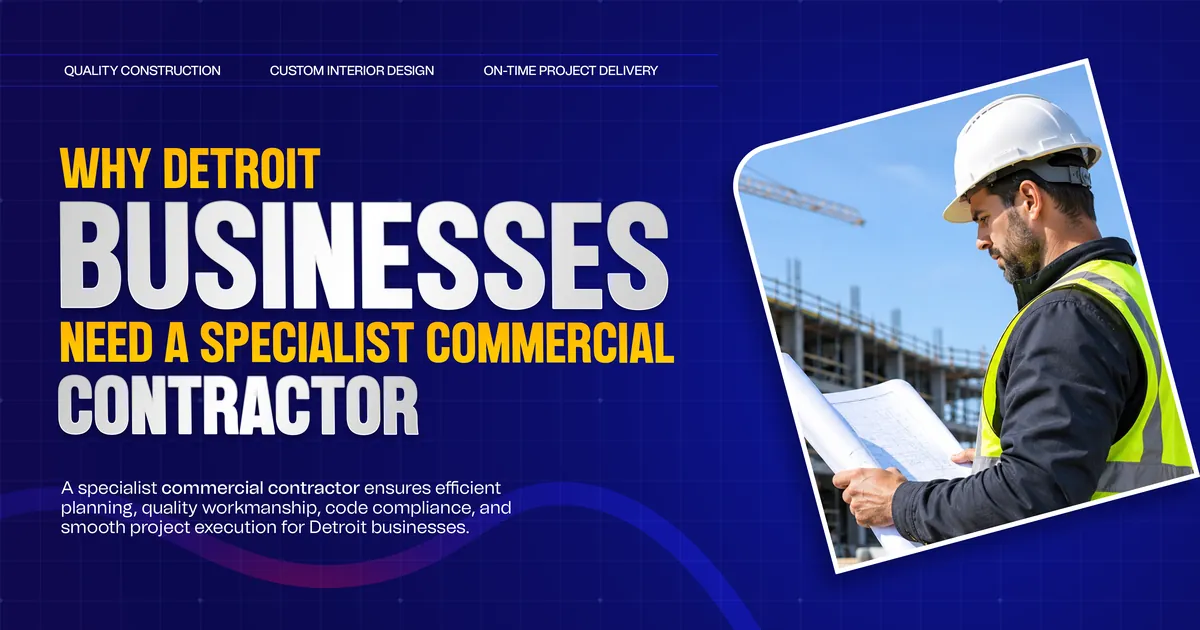 QUALITY CONSTRUCTION
CUSTOM INTERIOR DESIGN
ON-TIME PROJECT DELIVERY
WHY DETROIT
BUSINESSES
NEED A SPECIALIST COMMERCIAL
CONTRACTOR
A specialist commercial contractor ensures efficient
planning, quality workmanship, code compliance, and
smooth project execution for Detroit businesses.